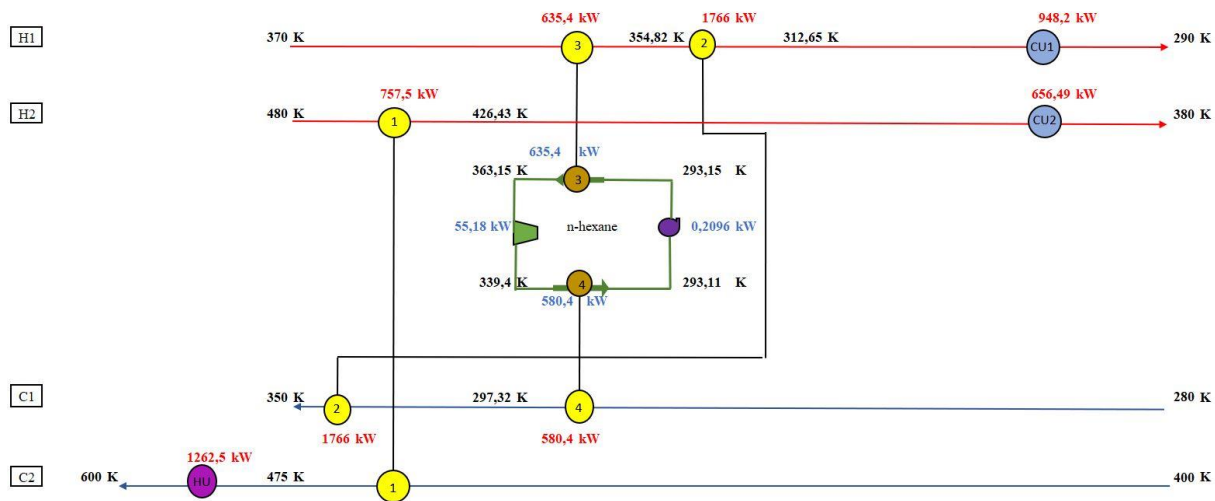 635,4 kW
1766 kW
948,2 kW
H1
370 K
3
354,82 K
2
312,65 K
CU1
290 K
757,5 kW
656,49 kW
H2
480 K
1
426,43 K
CU2
380 K
635,4 kW
363,15 K
3
293,15 K
55,18 kW
n-hexane
0,2096 kW
339,4 K
4
293,11 K
580,4 kW
C1
350 K
2
297,32 K
4
280 K
1766 kW
580,4 kW
1262,5 kW
C2
600 K
HU
475 K
1
400 K